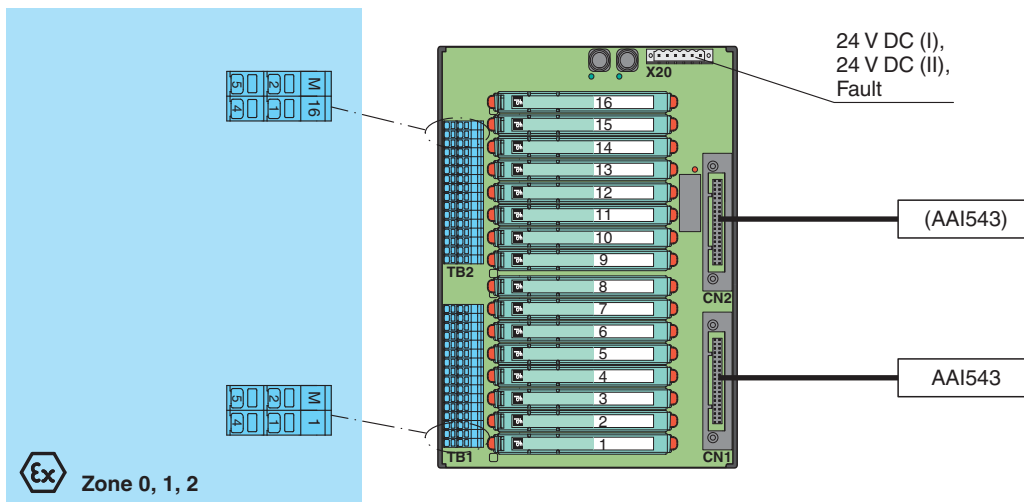 24 V DC (I),
24 V DC (II),
Fault
X20
5 2 M
4 1 16
16
15
14
13
12
11
10
9
8
7
6
5
4
3
2
1
TB2
CN2
(AAI543)
AAI543
5 2 M
4 1 1
TB1
CN1
Ex
Zone 0, 1, 2